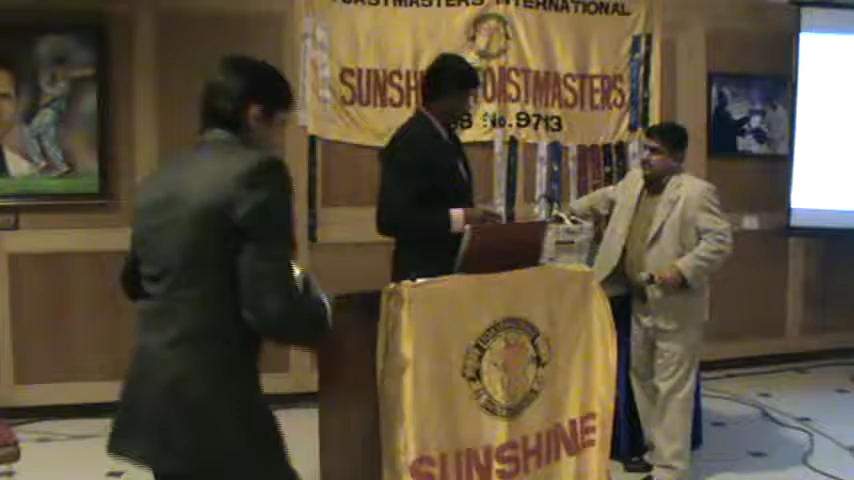 TOASTMASTERS INTERNATIONAL
SUNSH TOASTMASTERS
B No.9713
SUNSHINE